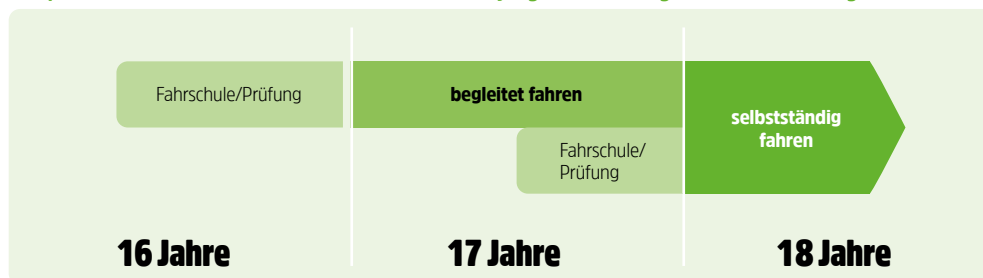 Fahrschule/Prüfung
begleitet fahren
selbstständig
fahren
Fahrschule/
Prüfung
16 Jahre
17 Jahre
18 Jahre